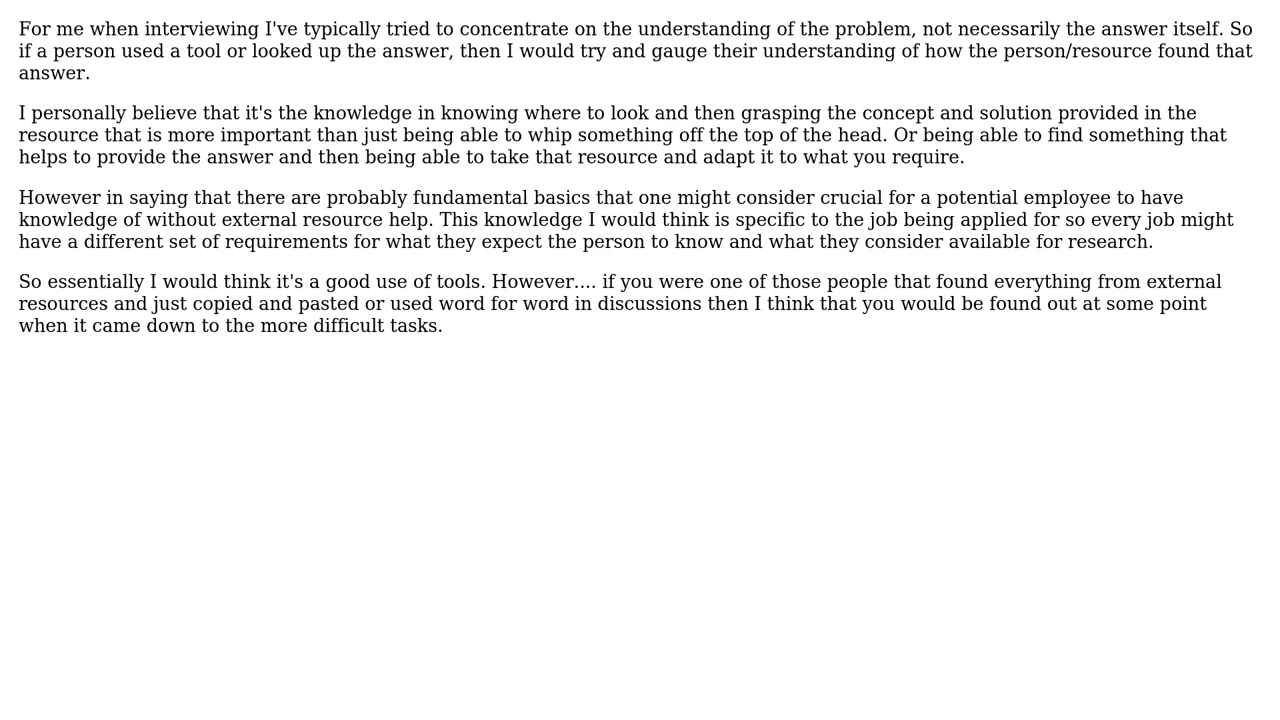 For me when interviewing I've typically tried to concentrate on the understanding of the problem, not necessarily the answer itself. So
if a person used a tool or looked up the answer, then I would try and gauge their understanding of how the person/resource found that
answer.
I personally believe that it's the knowledge in knowing where to look and then grasping the concept and solution provided in the
resource that is more important than just being able to whip something off the top of the head. Or being able to find something that
helps to provide the answer and then being able to take that resource and adapt it to what you require.
However in saying that there are probably fundamental basics that one might consider crucial for a potential employee to have
knowledge of without external resource help. This knowledge I would think is specific to the job being applied for so every job might
have a different set of requirements for what they expect the person to know and what they consider available for research.
So essentially I would think it's a good use of tools. However.... if you were one of those people that found everything from external
resources and just copied and pasted or used word for word in discussions then I think that you would be found out at some point
when it came down to the more difficult tasks.